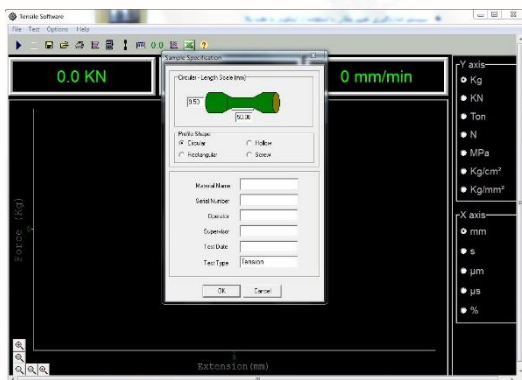 Tensile Software
File Test Options Help
0.0
0.0 KN
0 mm/min
Sample Specification
Circular - Length Scale (mm)
9.50
50.00
Profile Shape
Circular
Hollow
Rectangular
Screw
Material Name
Serial Number
Operator
Supervisor
Test Date
Test Type
Tension
OK
Cancel
Y axis
Kg
KN
Ton
N
MPa
Kg/cm²
Kg/mm²
X axis
mm
s
µm
µs
%
Force (Kg)
0
Extension(mm)